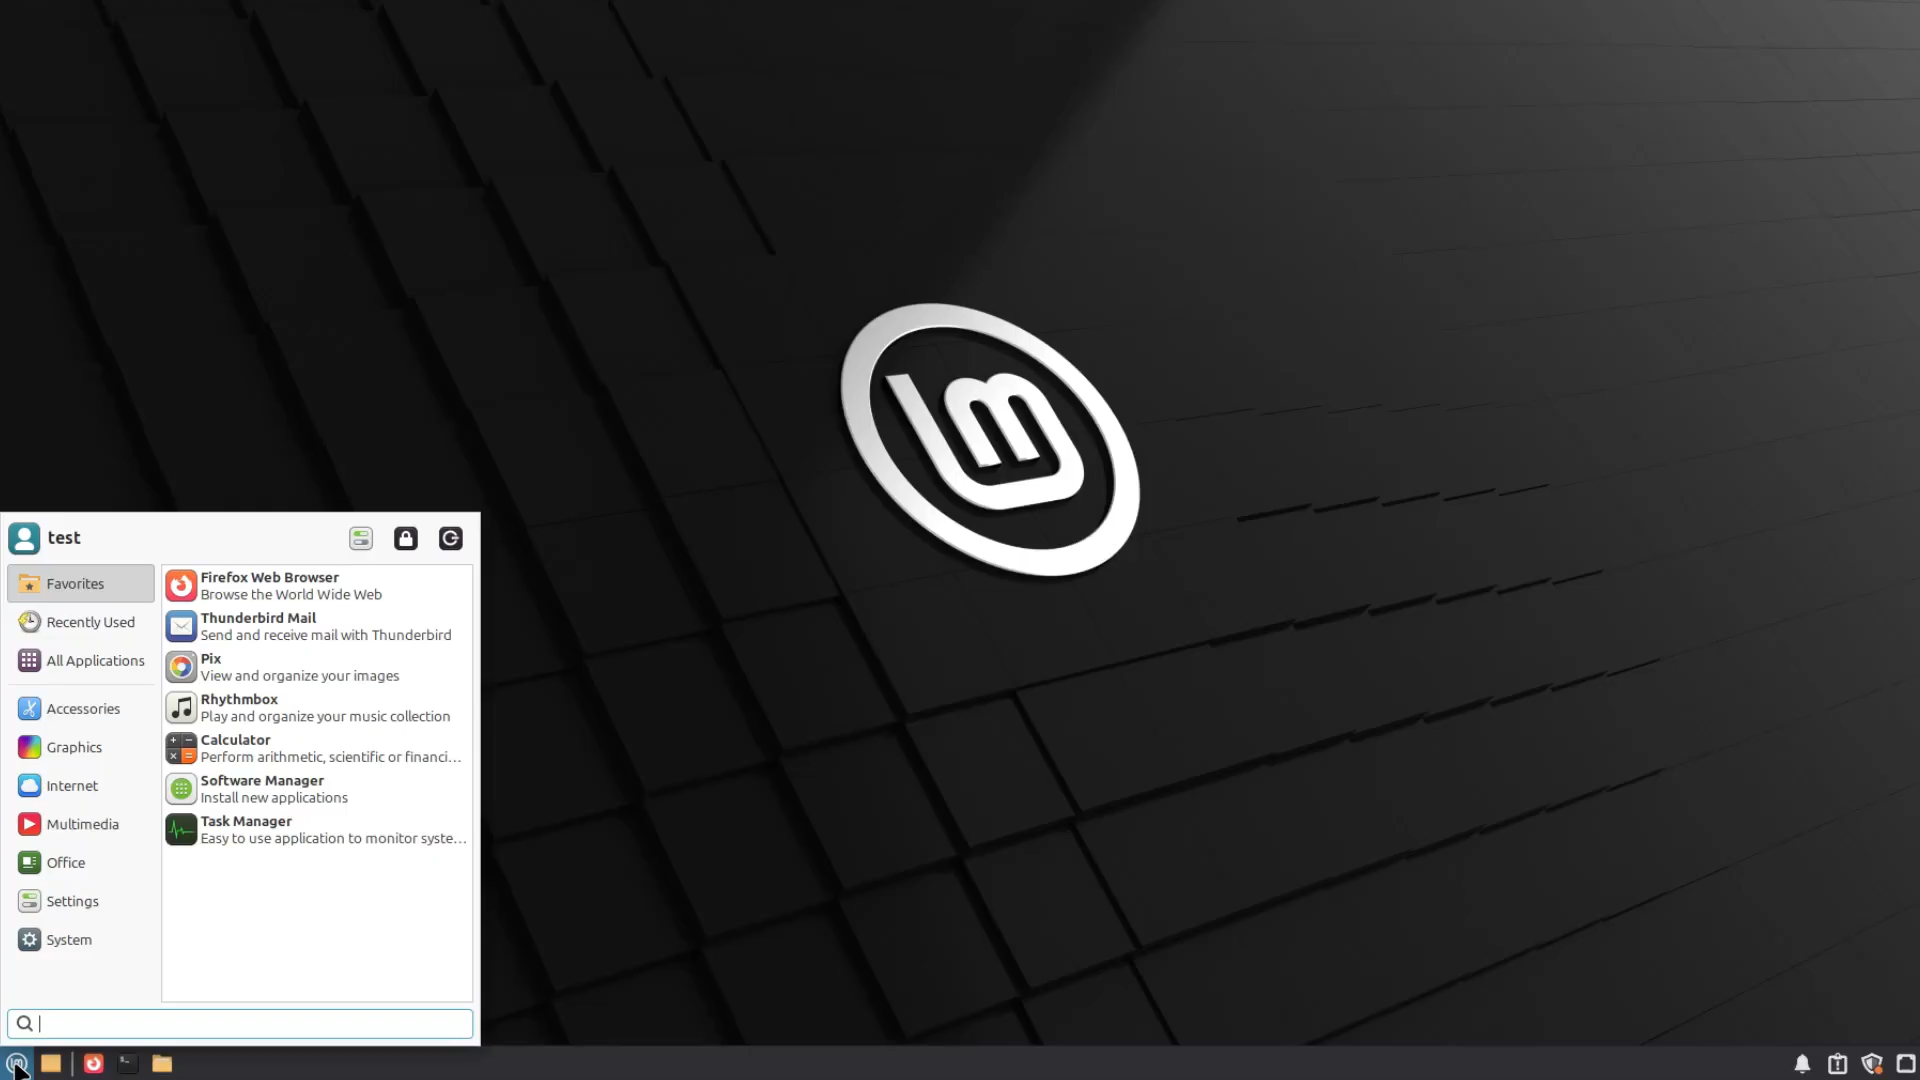 test
Favorites
Recently Used
All Applications
Accessories
Graphics
Internet
Multimedia
Office
Settings
System
Firefox Web Browser
Browse the World Wide Web
Thunderbird Mail
Send and receive mail with Thunderbird
Pix
View and organize your images
Rhythmbox
Play and organize your music collection
Calculator
Perform arithmetic, scientific or financi...
Software Manager
Install new applications
Task Manager
Easy to use application to monitor syste...